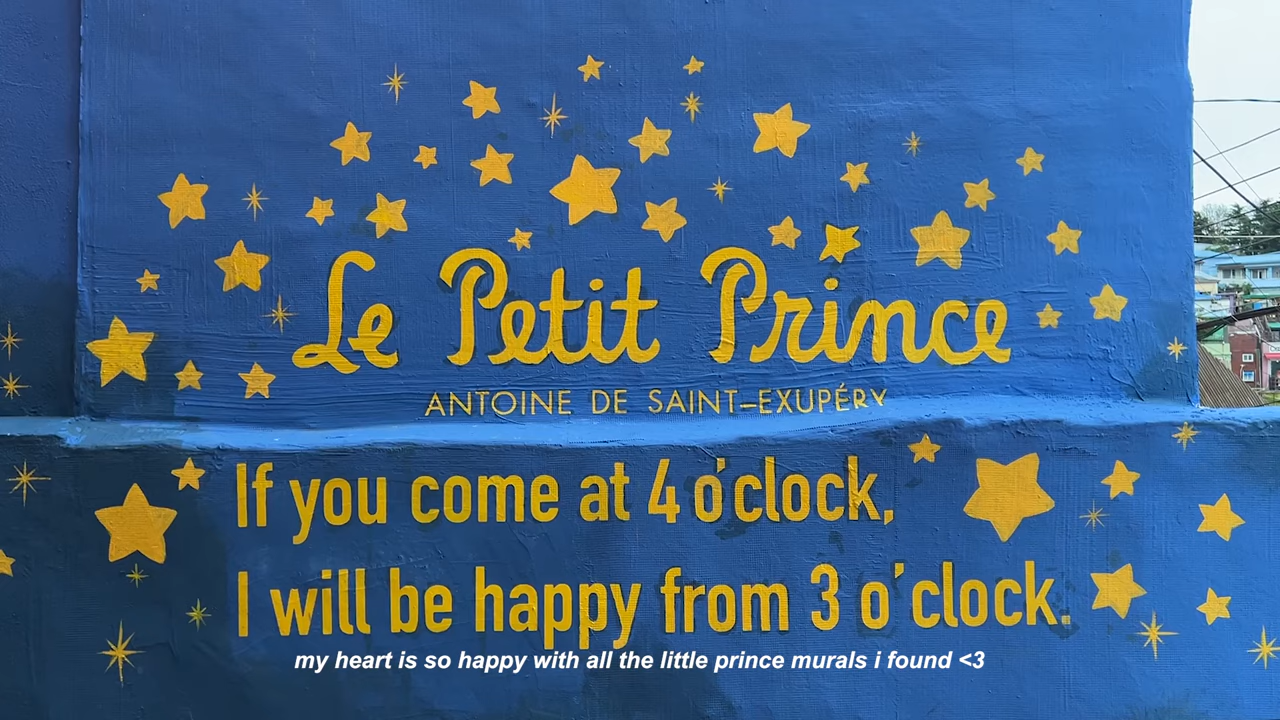 Le Petit Prince
ANTOINE DE SAINT-EXUPÉRY
If you come at 4 o'clock,
I will be happy from 3 o'clock.
my heart is so happy with all the little prince murals i found <3